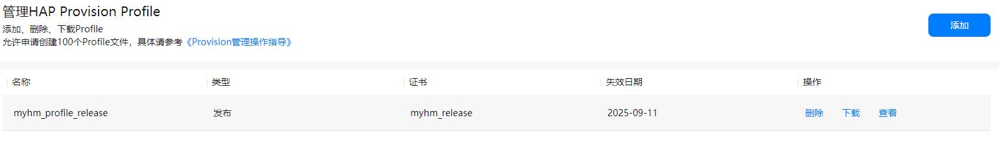 管理HAP Provision Profile
添加、删除、下载Profile
添加
允许申请创建100个Profile文件，具体请参考《Provision管理操作指导》
名称 类型 证书 失效日期 操作
myhm_profile_release 发布 myhm_release 2025-09-11 删除 下载 查看